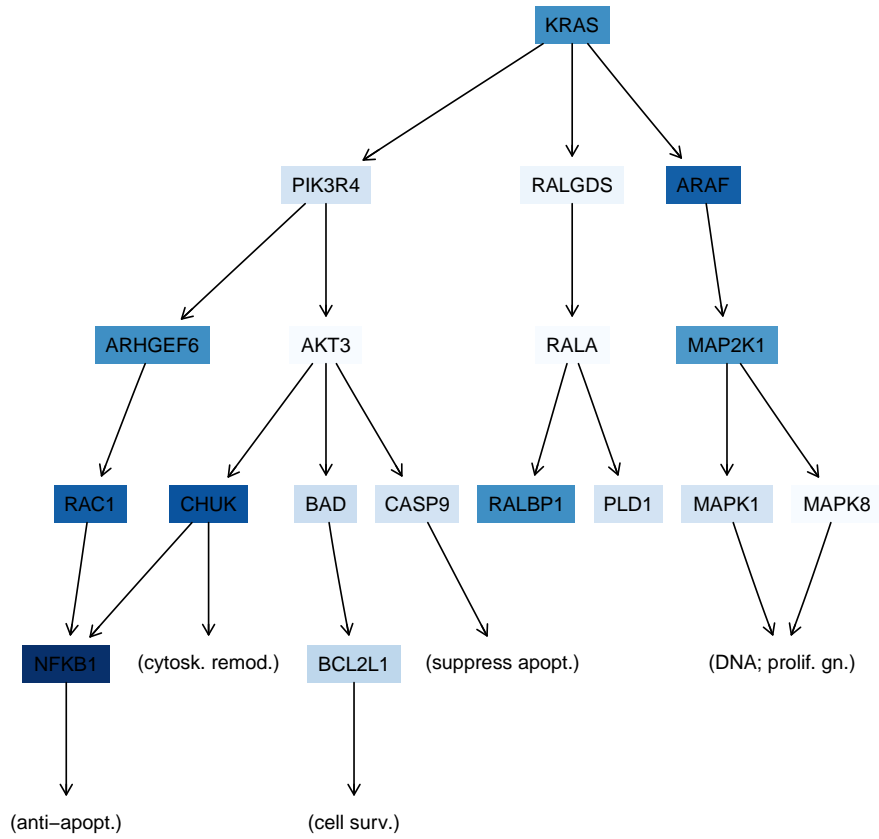 KRAS
PIK3R4
RALGDS
ARAF
ARHGEF6
AKT3
RALA
MAP2K1
RAC1
CHUK
BAD
CASP9
RALBP1
PLD1
MAPK1
MAPK8
NFKB1
(cytosk. remod.)
BCL2L1
(suppress apopt.)
(DNA; prolif. gn.)
(anti−apopt.)
(cell surv.)